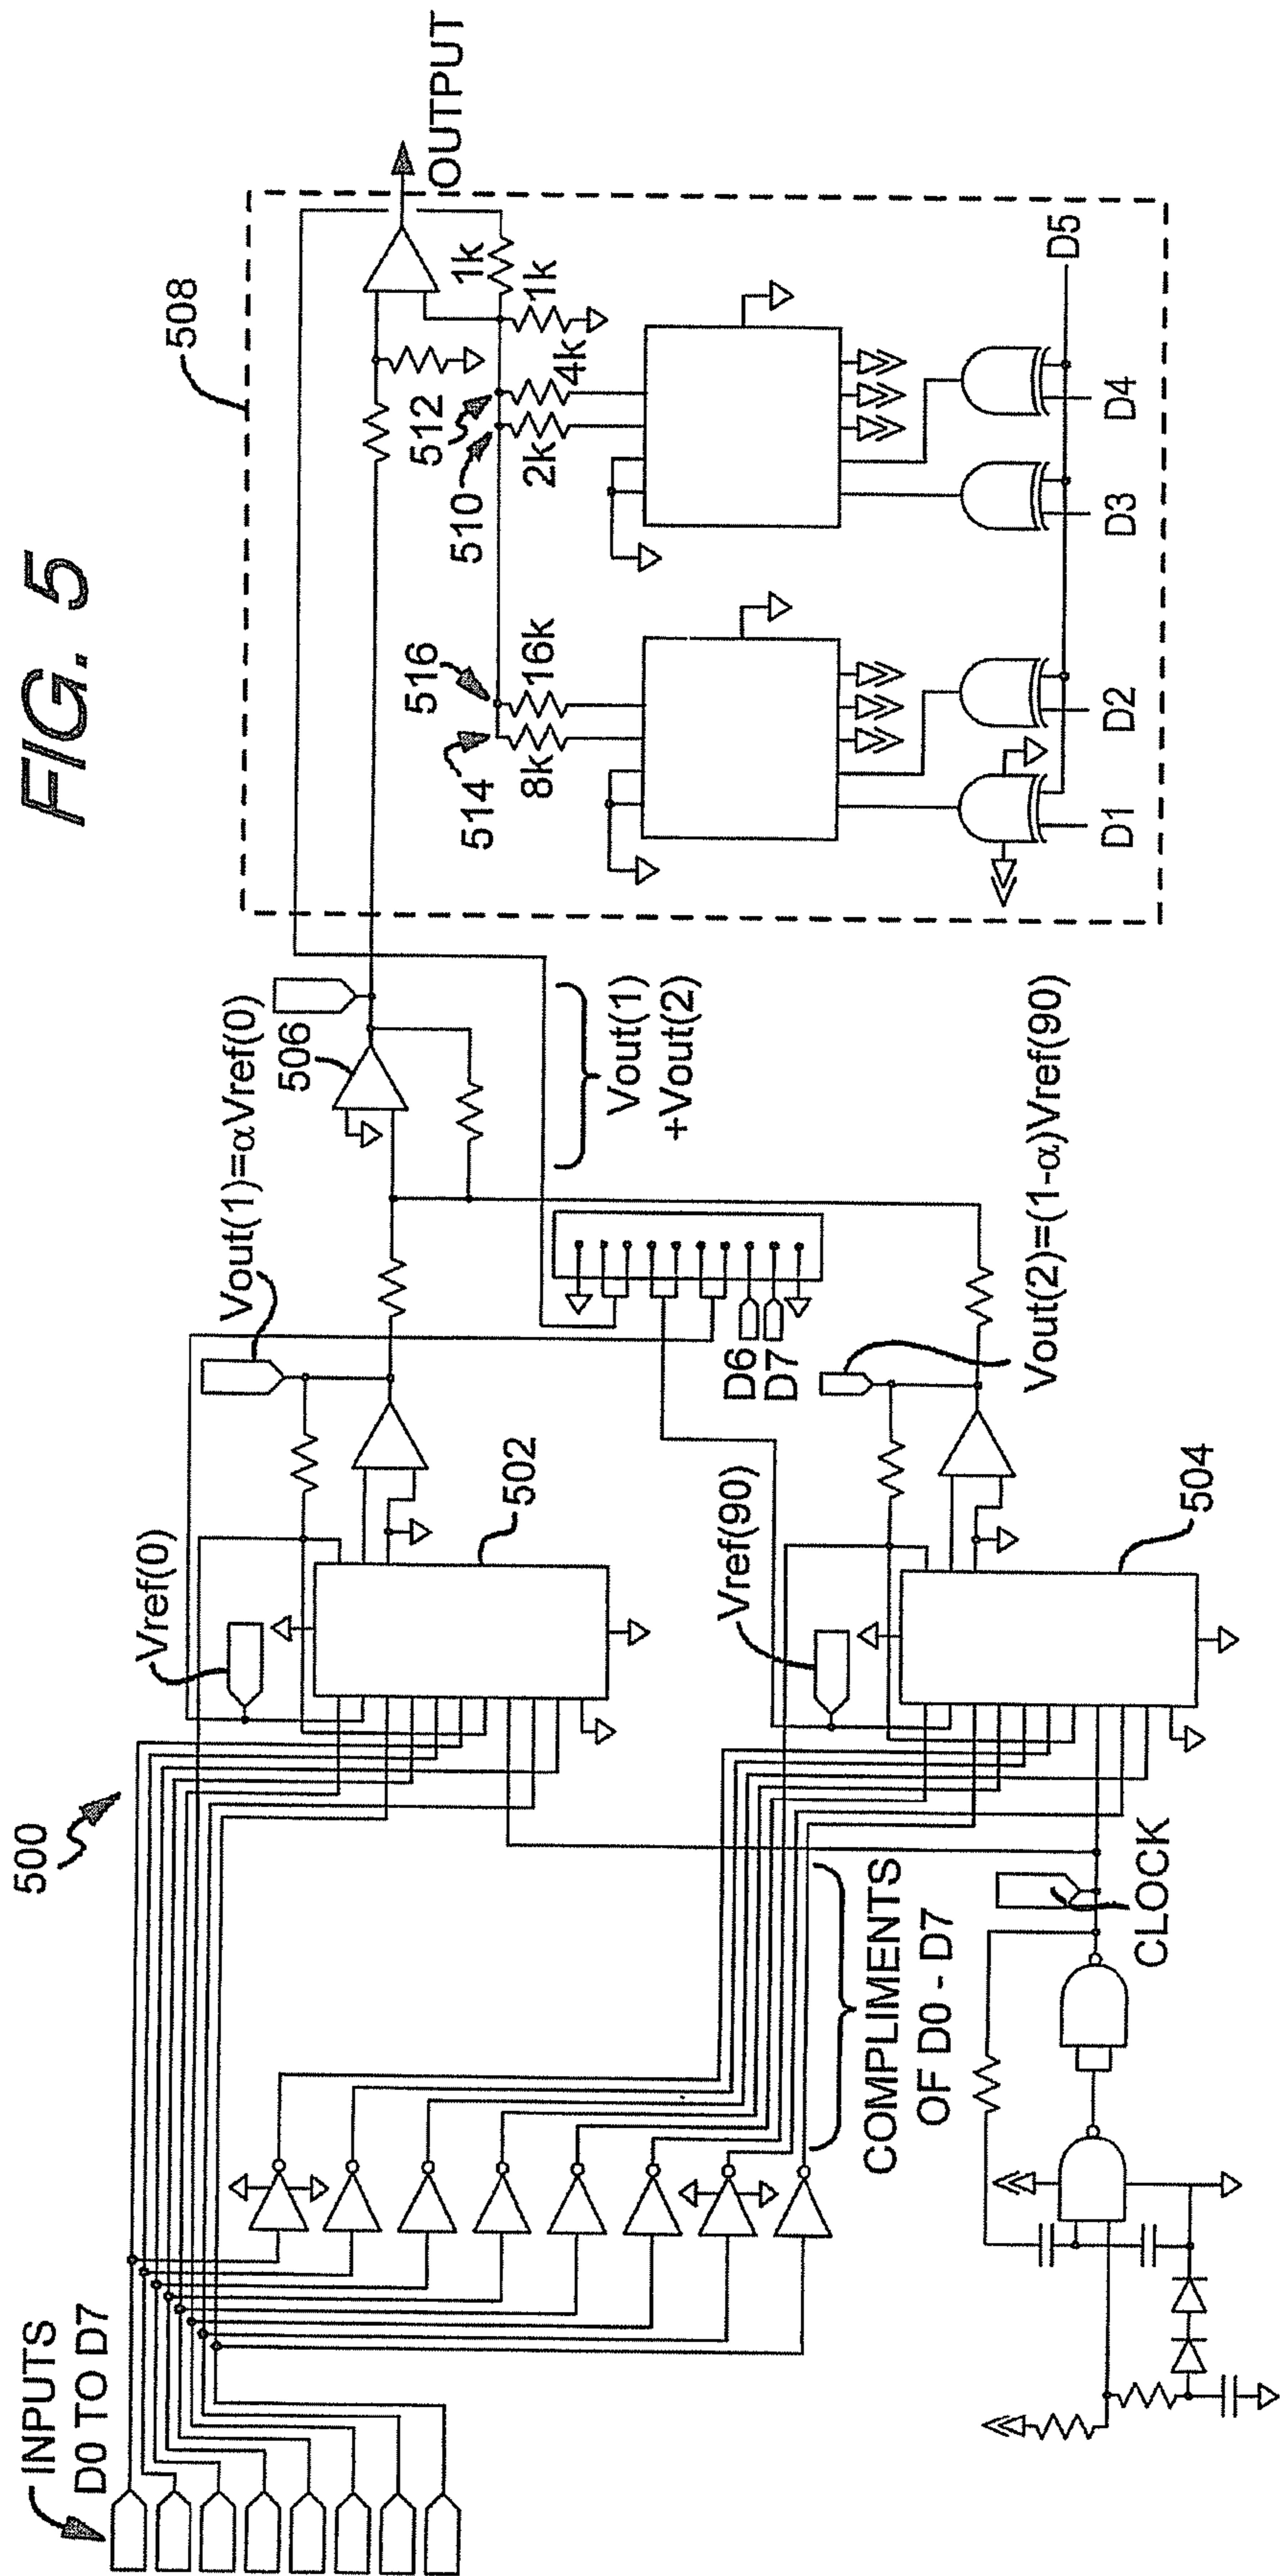 FIG. 5
INPUTS
D0 TO D7
500
Vref(0)
502
Vout(1)=αVref(0)
506
Vout(1)
+Vout(2)
508
OUTPUT
514
516
8k
16k
510
512
2k
4k
1k
1k
D1
D2
D3
D4
D5
D6
D7
Vref(90)
504
Vout(2)=(1-α)Vref(90)
COMPLIMENTS
OF D0 - D7
CLOCK